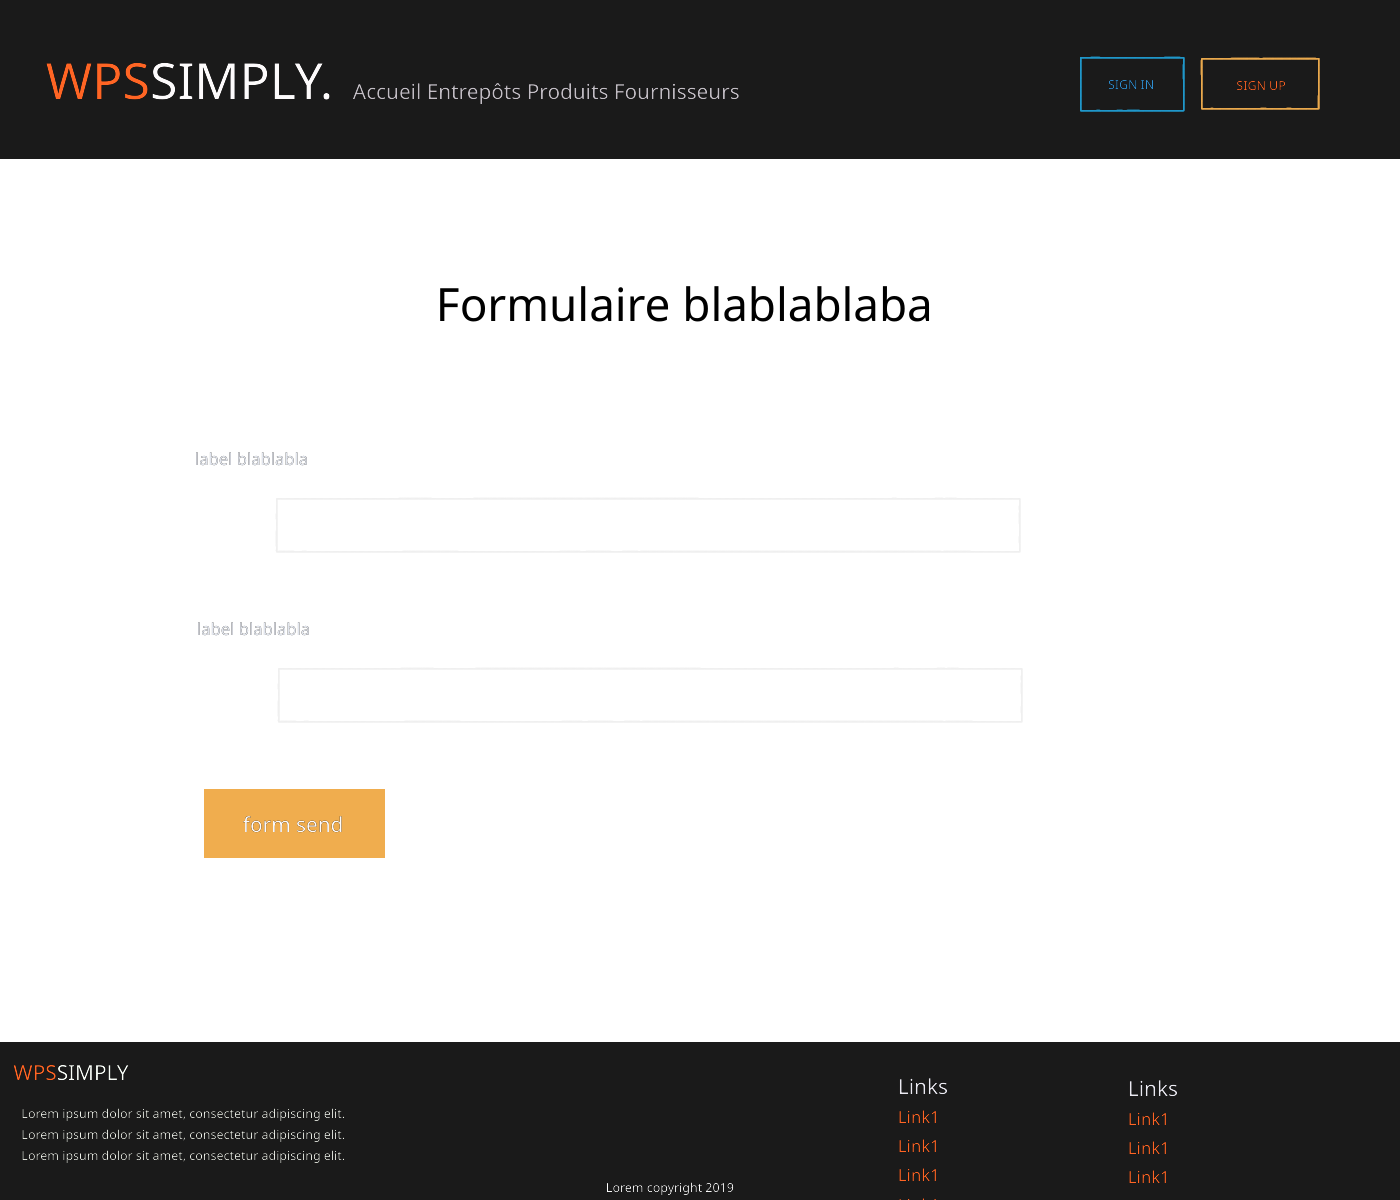 WPSSIMPLY. Accueil Entrepôts Produits Fournisseurs SIGN IN SIGN UP
Formulaire blablablaba
label blablabla
label blablabla
form send
WPSSIMPLY
Lorem ipsum dolor sit amet, consectetur adipiscing elit.
Lorem ipsum dolor sit amet, consectetur adipiscing elit.
Lorem ipsum dolor sit amet, consectetur adipiscing elit.
Lorem copyright 2019
Links
Link1
Link1
Link1
Links
Link1
Link1
Link1